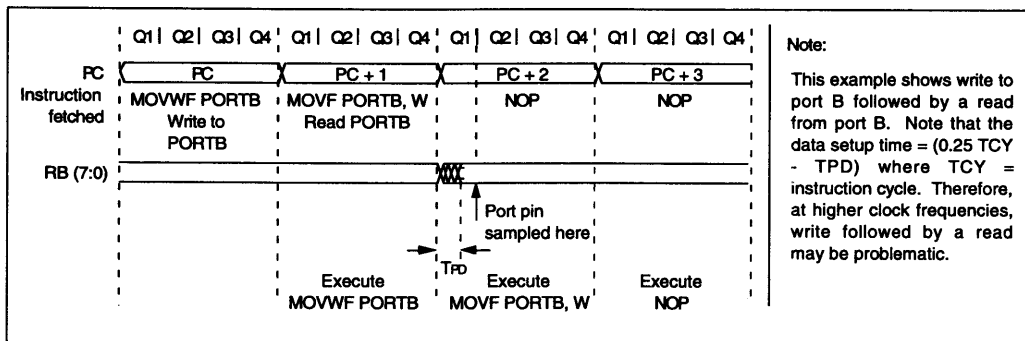 Q1| Q2| Q3| Q4 Q1| Q2| Q3| Q4 Q1| Q2| Q3| Q4 Q1| Q2| Q3| Q4
PC PC PC + 1 PC + 2 PC + 3
Instruction fetched
MOVWF PORTB
Write to
PORTB
MOVF PORTB, W
Read PORTB
NOP
NOP
RB (7:0)
Port pin
sampled here
TPD
Execute
MOVWF PORTB
Execute
MOVF PORTB, W
Execute
NOP
Note:
This example shows write to
port B followed by a read
from port B. Note that the
data setup time = (0.25 TCY
- TPD) where TCY =
instruction cycle. Therefore,
at higher clock frequencies,
write followed by a read
may be problematic.